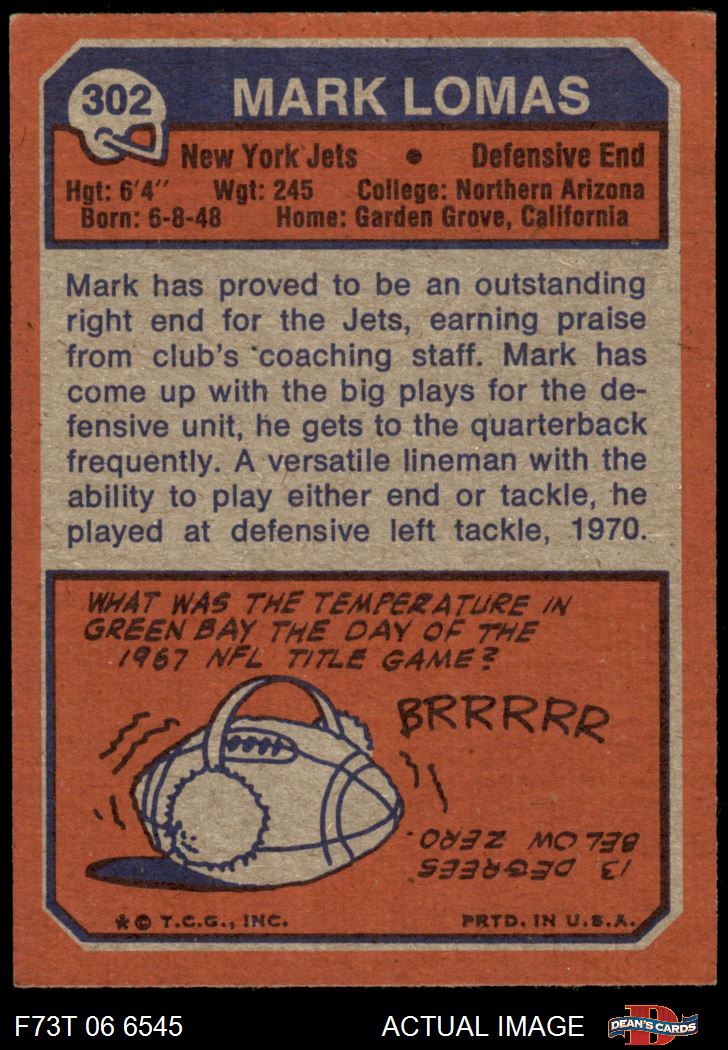 302
MARK LOMAS
New York Jets • Defensive End
Hgt: 6'4" Wgt: 245 College: Northern Arizona
Born: 6-8-48 Home: Garden Grove, California
Mark has proved to be an outstanding
right end for the Jets, earning praise
from club's coaching staff. Mark has
come up with the big plays for the de-
fensive unit, he gets to the quarterback
frequently. A versatile lineman with the
ability to play either end or tackle, he
played at defensive left tackle, 1970.
WHAT WAS THE TEMPERATURE IN
GREEN BAY THE DAY OF THE
1967 NFL TITLE GAME?
BRRRRR
13 DEGREES
BELOW ZERO.
* © T.C.G., INC. PRTD. IN U.S.A.
F73T 06 6545 ACTUAL IMAGE D DEAN'S CARDS